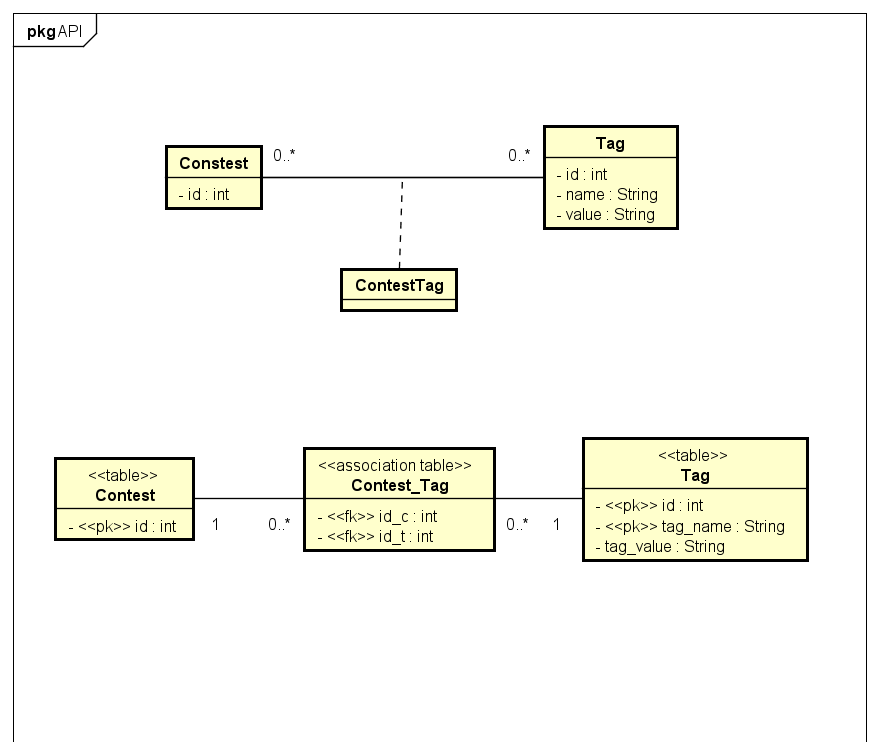 pkg API
Constest
- id : int
0..*
0..*
Tag
- id : int
- name : String
- value : String
ContestTag
<<table>>
Contest
- <<pk>> id : int
1
0..*
<<association table>>
Contest_Tag
- <<fk>> id_c : int
- <<fk>> id_t : int
0..*
1
<<table>>
Tag
- <<pk>> id : int
- <<pk>> tag_name : String
- tag_value : String